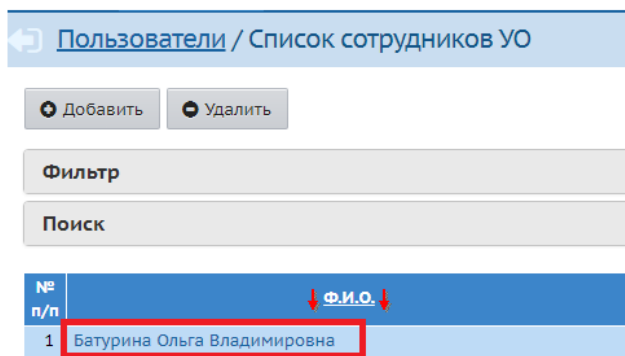 Пользователи / Список сотрудников УО
Добавить Удалить
Фильтр
Поиск
№ п/п Ф.И.О.
1 Батурина Ольга Владимировна